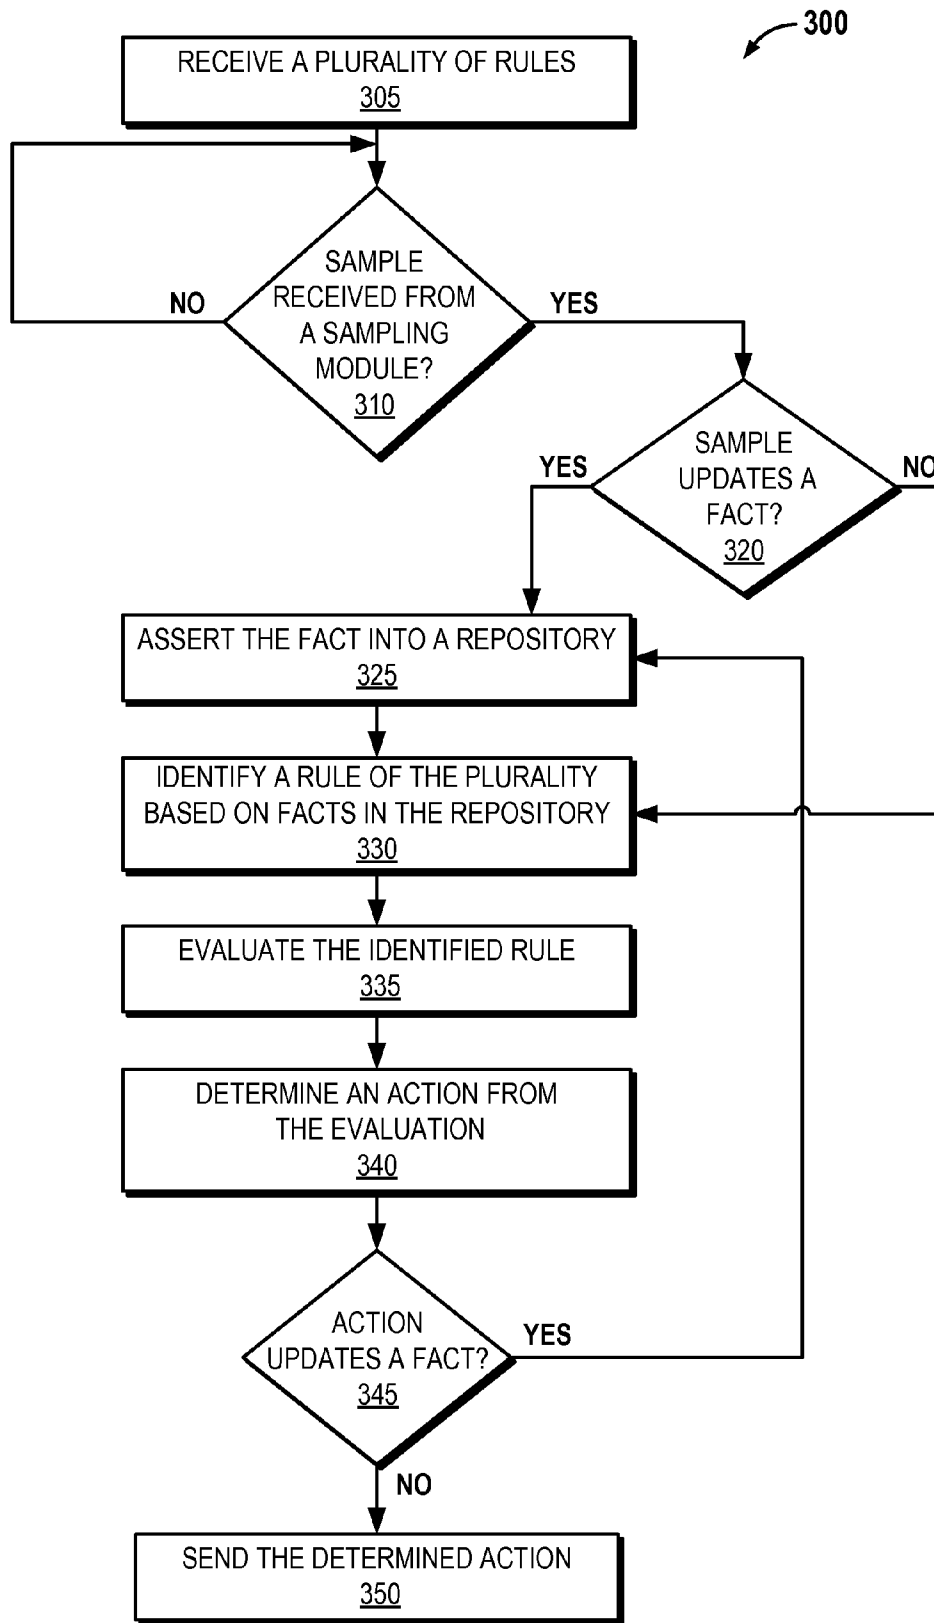 300
RECEIVE A PLURALITY OF RULES
305
SAMPLE
RECEIVED FROM
A SAMPLING
MODULE?
310
NO
YES
SAMPLE
UPDATES A
FACT?
320
YES
NO
ASSERT THE FACT INTO A REPOSITORY
325
IDENTIFY A RULE OF THE PLURALITY
BASED ON FACTS IN THE REPOSITORY
330
EVALUATE THE IDENTIFIED RULE
335
DETERMINE AN ACTION FROM
THE EVALUATION
340
ACTION
UPDATES A FACT?
345
YES
NO
SEND THE DETERMINED ACTION
350